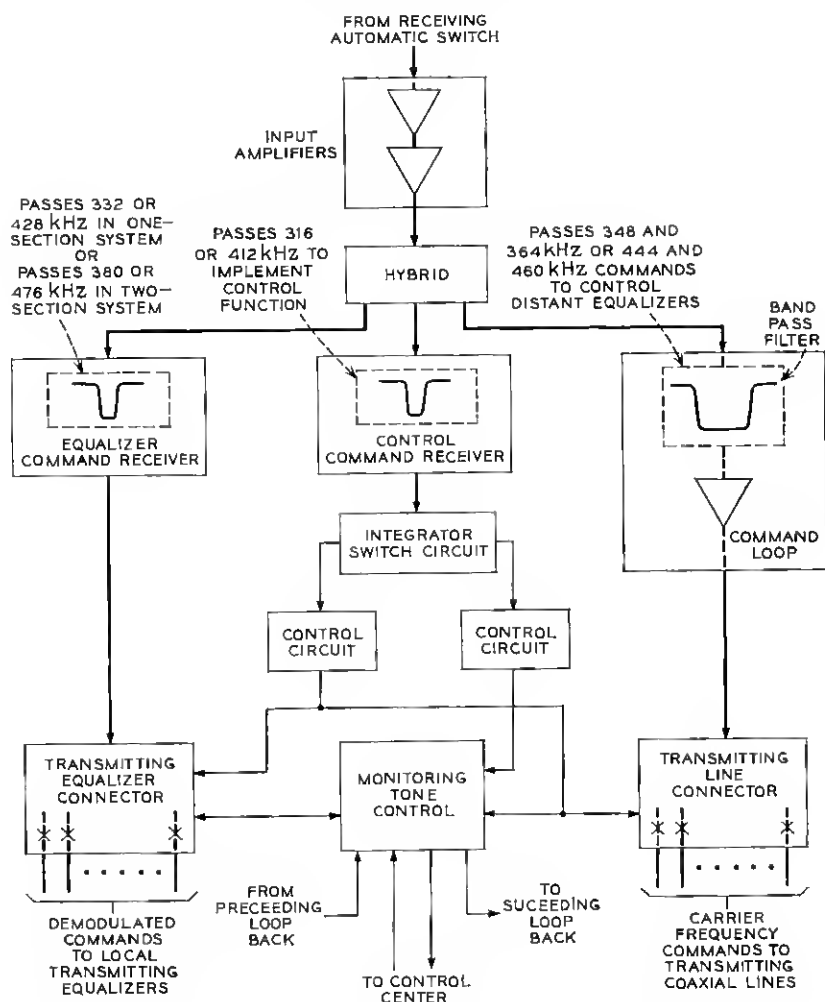 FROM RECEIVING
AUTOMATIC SWITCH
INPUT
AMPLIFIERS
PASSES 332 OR
428 kHZ IN ONE-
SECTION SYSTEM
OR
PASSES 380 OR
476 kHZ IN TWO-
SECTION SYSTEM
PASSES 316
OR 412 kHZ TO
IMPLEMENT
CONTROL
FUNCTION
HYBRID
PASSES 348 AND
364 kHZ OR 444 AND
460 kHZ COMMANDS
TO CONTROL
DISTANT EQUALIZERS
BAND
PASS
FILTER
EQUALIZER
COMMAND RECEIVER
CONTROL
COMMAND RECEIVER
COMMAND
LOOP
INTEGRATOR
SWITCH CIRCUIT
CONTROL
CIRCUIT
CONTROL
CIRCUIT
TRANSMITTING
EQUALIZER
CONNECTOR
MONITORING
TONE
CONTROL
TRANSMITTING
LINE
CONNECTOR
FROM
PRECEEDING
LOOP
BACK
TO
SUCEEDING
LOOP
BACK
DEMODULATED
COMMANDS
TO LOCAL
TRANSMITTING
EQUALIZERS
TO CONTROL
CENTER
CARRIER
FREQUENCY
COMMANDS TO
TRANSMITTING
COAXIAL LINES